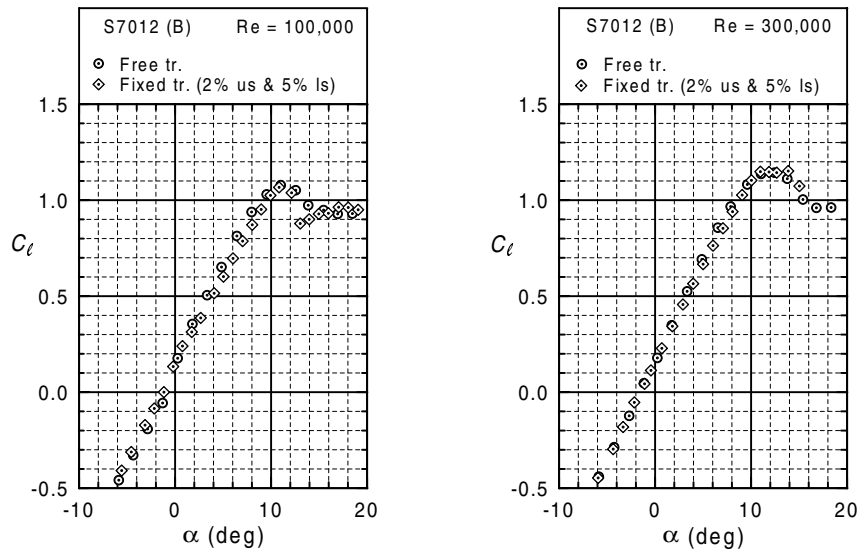 S7012 (B) Re = 100,000
Free tr.
Fixed tr. (2% us & 5% ls)
1.5
1.0
Cℓ
0.5
0.0
-0.5
-10 0 10 20
α (deg)
S7012 (B) Re = 300,000
Free tr.
Fixed tr. (2% us & 5% ls)
1.5
1.0
Cℓ
0.5
0.0
-0.5
-10 0 10 20
α (deg)